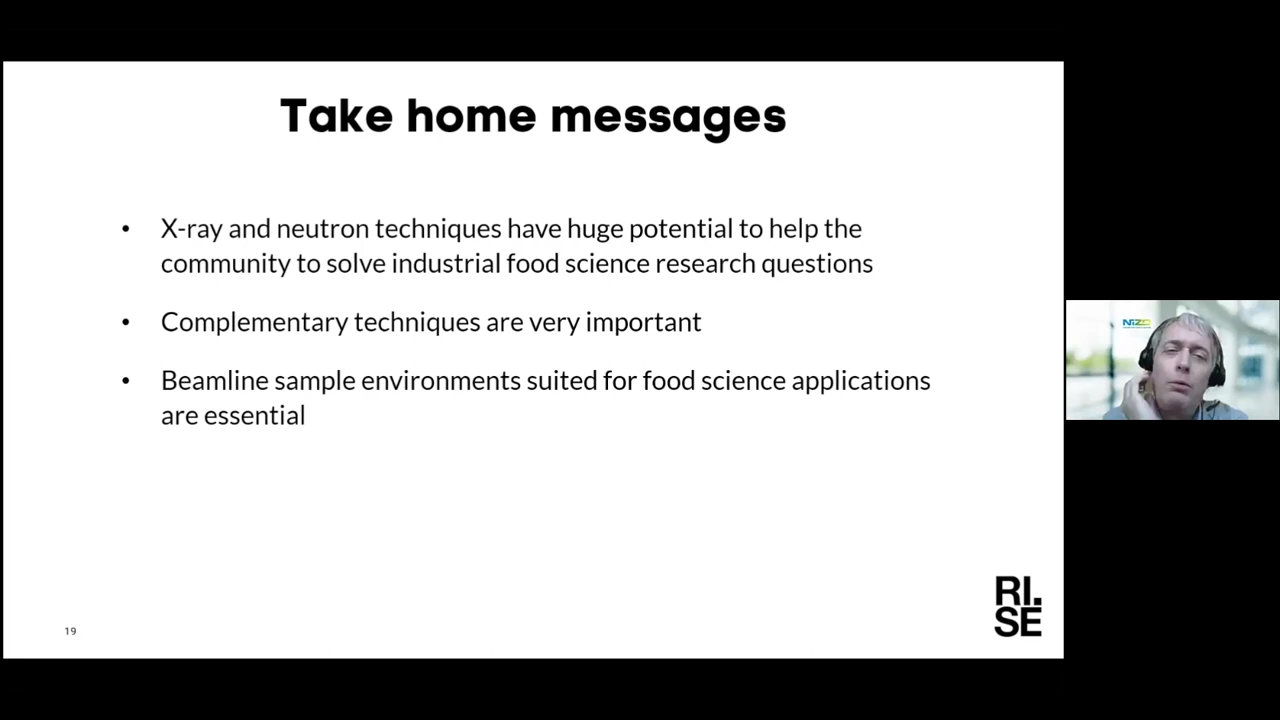 Take home messages
• X-ray and neutron techniques have huge potential to help the
community to solve industrial food science research questions
• Complementary techniques are very important
• Beamline sample environments suited for food science applications
are essential
NIZO
RI.
SE
19